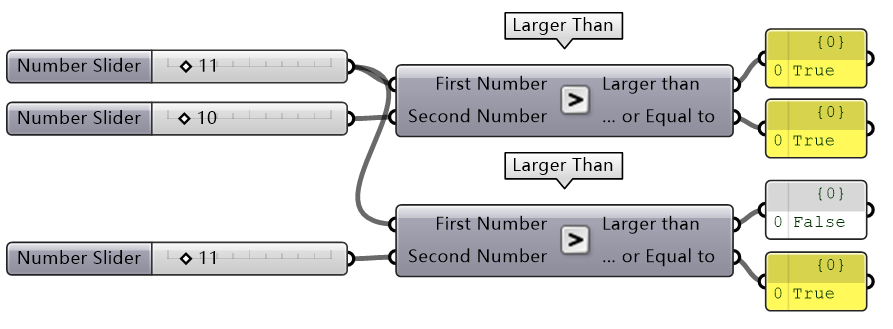 Larger Than
{0}
Number Slider 11
First Number > Larger than
0 True
Number Slider 10
Second Number ... or Equal to
{0}
0 True
Larger Than
{0}
First Number > Larger than
0 False
Number Slider 11
Second Number ... or Equal to
{0}
0 True